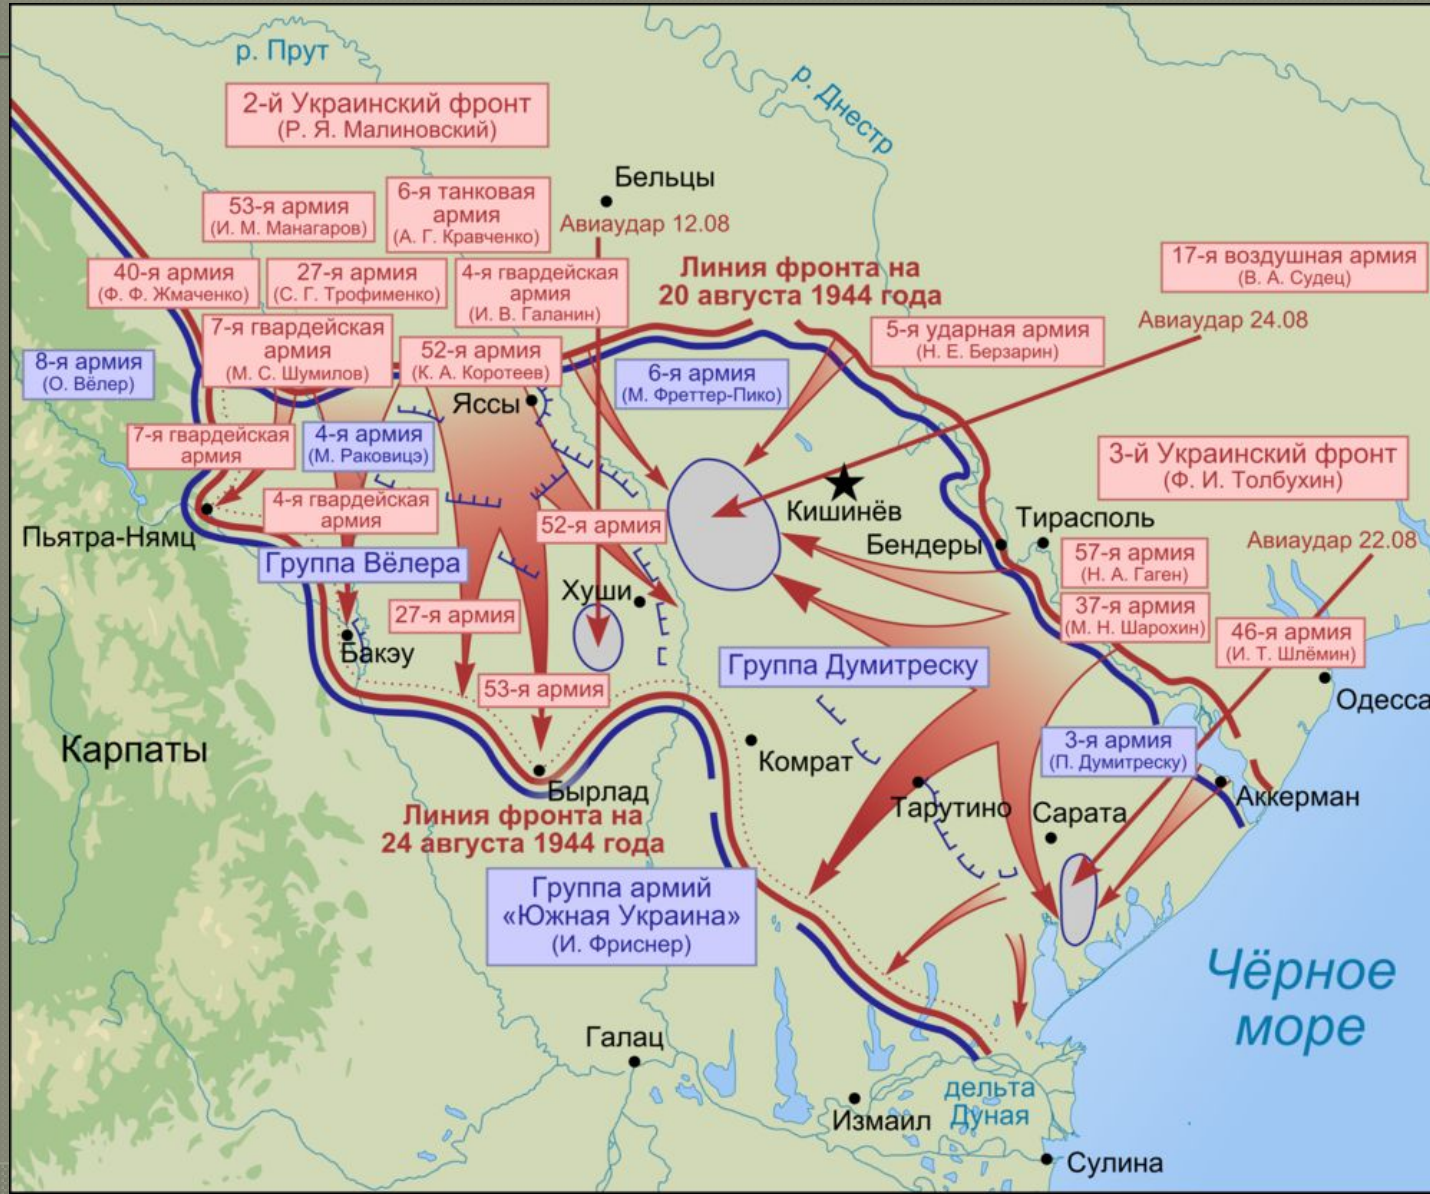 р. Прут
2-й Украинский фронт
(Р. Я. Малиновский)
р. Днестр
Бельцы
Авиаудар 12.08
53-я армия
(И. М. Манагаров)
6-я танковая
армия
(А. Г. Кравченко)
40-я армия
(Ф. Ф. Жмаченко)
27-я армия
(С. Г. Трофименко)
4-я гвардейская
армия
(И. В. Галанин)
Линия фронта на
20 августа 1944 года
17-я воздушная армия
(В. А. Судец)
Авиаудар 24.08
7-я гвардейская
армия
(М. С. Шумилов)
52-я армия
(К. А. Коротеев)
5-я ударная армия
(Н. Е. Берзарин)
8-я армия
(О. Вёлер)
6-я армия
(М. Фреттер-Пико)
Яссы
7-я гвардейская
армия
4-я армия
(М. Раковицэ)
3-й Украинский фронт
(Ф. И. Толбухин)
4-я гвардейская
армия
52-я армия
Кишинёв
Пьятра-Нямц
Бендеры
Тирасполь
Авиаудар 22.08
Группа Вёлера
57-я армия
(Н. А. Гаген)
Хуши
27-я армия
37-я армия
(М. Н. Шарохин)
46-я армия
(И. Т. Шлёмин)
Бакэу
Группа Думитреску
53-я армия
Одесса
Карпаты
Комрат
3-я армия
(П. Думитреску)
Бырлад
Тарутино
Сарата
Аккерман
Линия фронта на
24 августа 1944 года
Группа армий
«Южная Украина»
(И. Фриснер)
Чёрное
море
Галац
дельта
Дуная
Измаил
Сулина